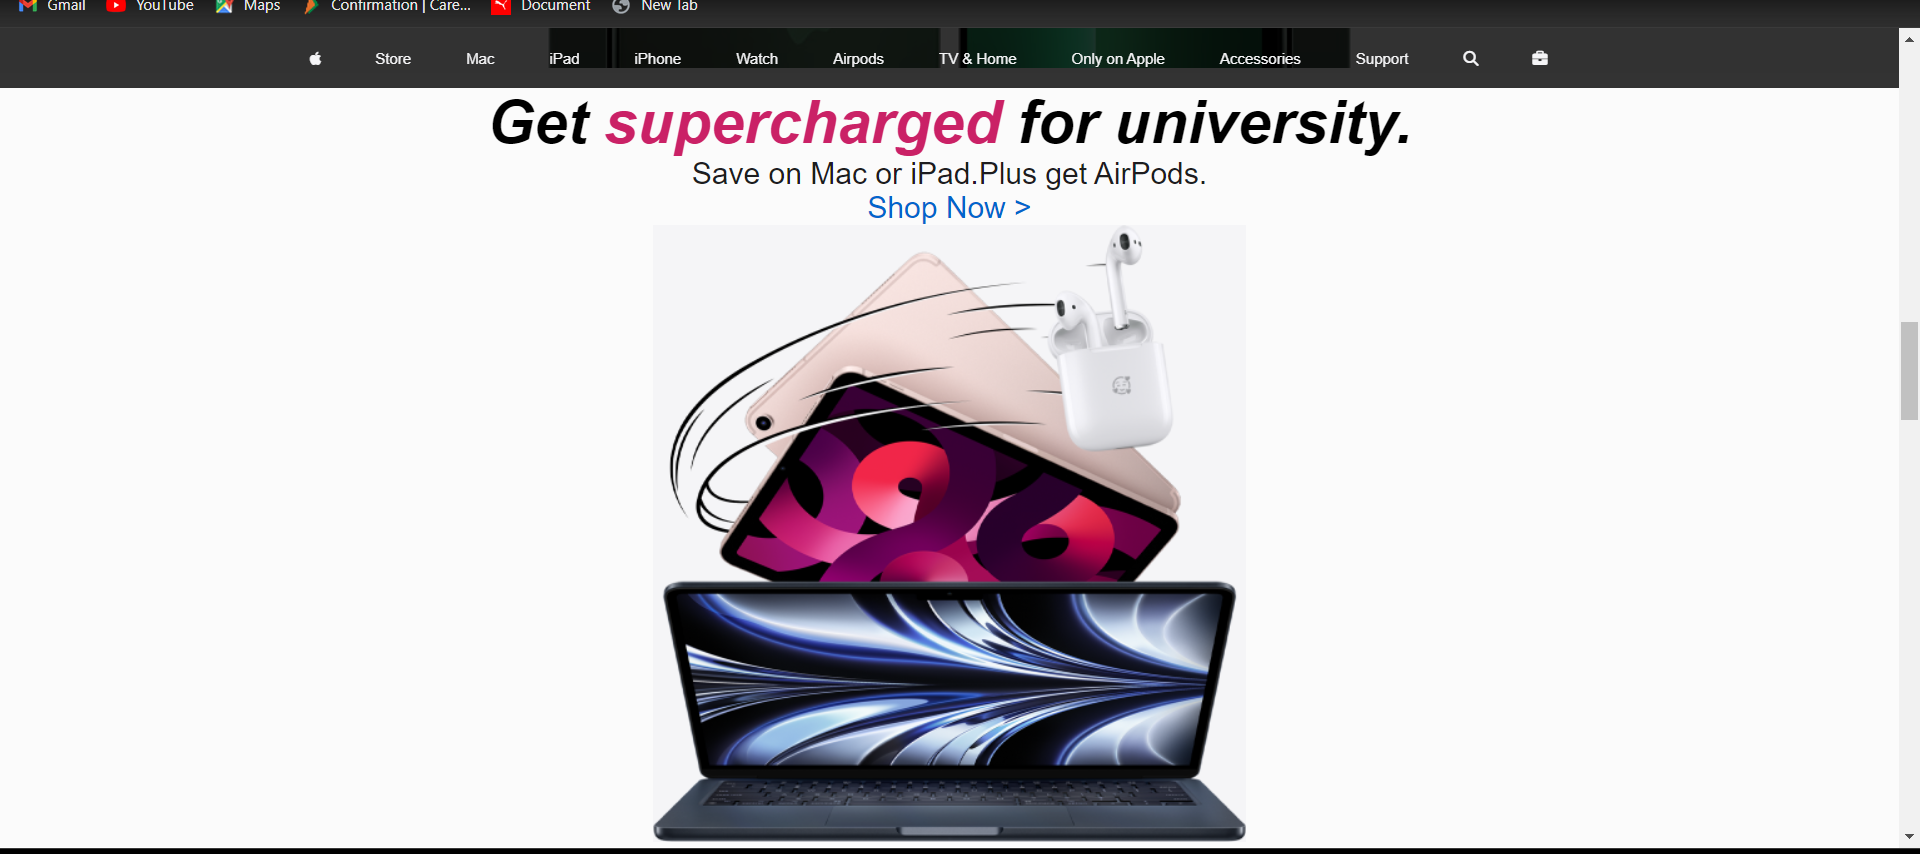 Gmail YouTube Maps Confirmation | Care... Document New Tab
Store Mac iPad iPhone Watch Airpods TV & Home Only on Apple Accessories Support
Get supercharged for university.
Save on Mac or iPad.Plus get AirPods.
Shop Now >